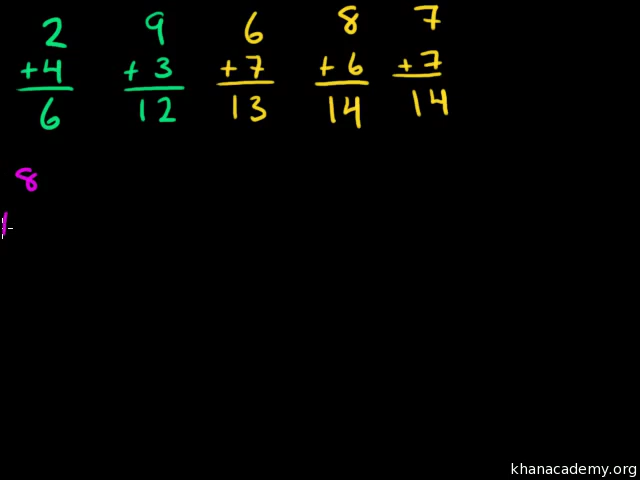 2 9 6 8 7
+4 + 3 + 7 + 6 + 7
6 12 13 14 14
8
khanacademy.org